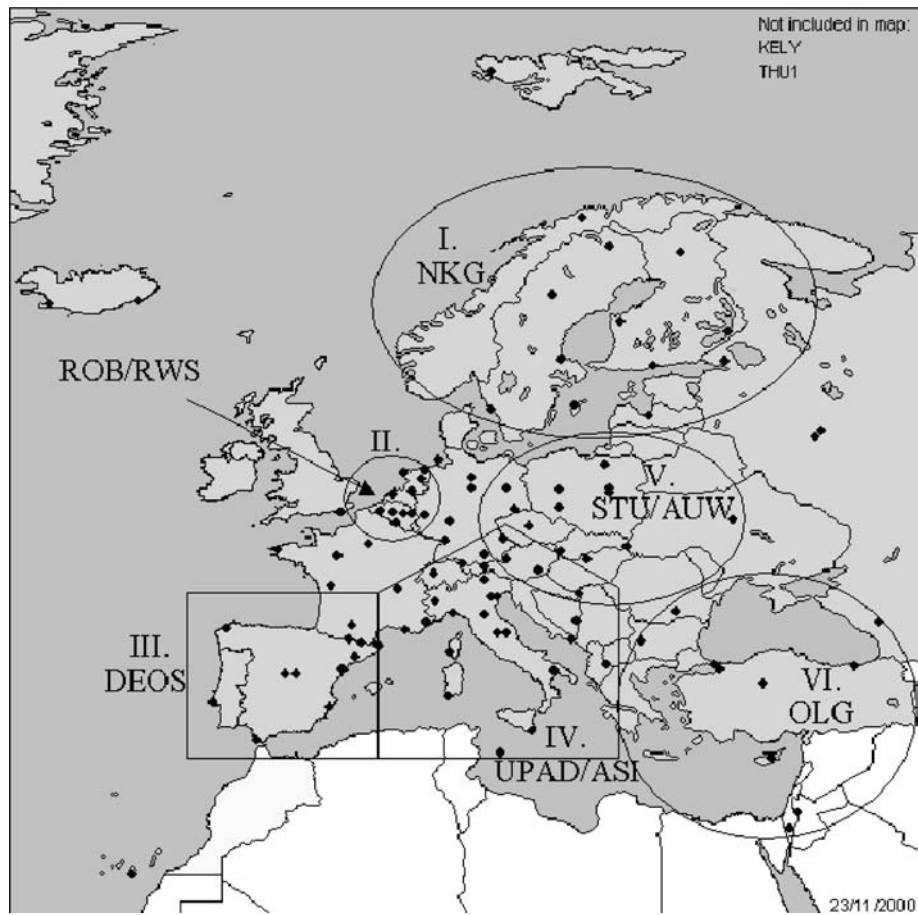 Not included in map:
KELY
THU1
I.
NKG
ROB/RWS
II.
V.
STU/AUW
III.
DEOS
VI.
OLG
IV.
UPAD/ASI
23/11/2000